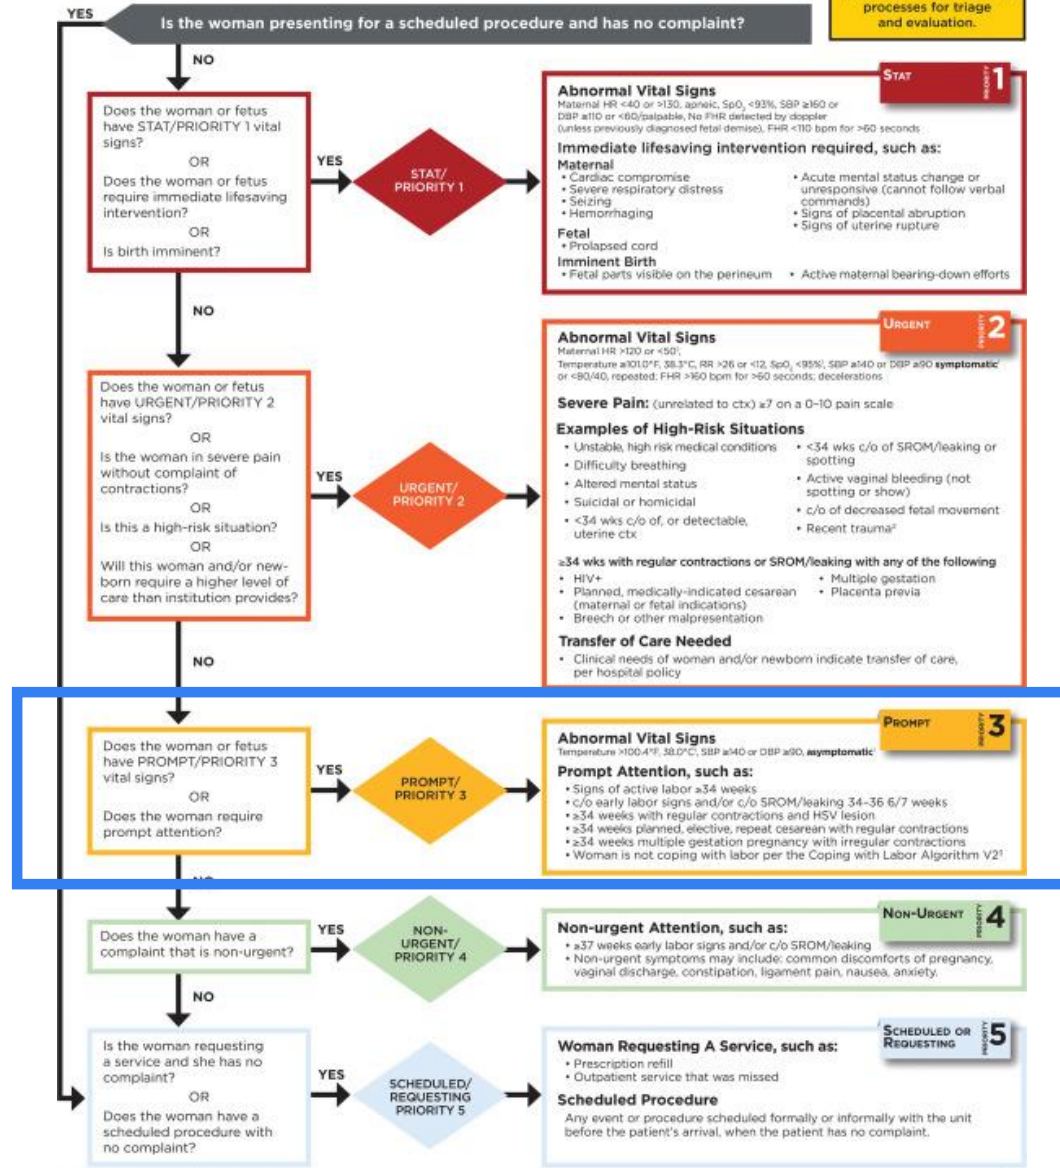 YES
Is the woman presenting for a scheduled procedure and has no complaint?
processes for triage
and evaluation.
NO
Does the woman or fetus
have STAT/PRIORITY 1 vital
signs?
OR
Does the woman or fetus
require immediate lifesaving
intervention?
OR
Is birth imminent?
YES
STAT/
PRIORITY 1
STAT
PRIORITY 1
Abnormal Vital Signs
Maternal HR <40 or >130, apneic, SpO2 <93%, SBP ≥160 or
DBP ≥110 or <60/palpable, No FHR detected by doppler
(unless previously diagnosed fetal demise), FHR <110 bpm for >60 seconds
Immediate lifesaving intervention required, such as:
Maternal
• Cardiac compromise
• Severe respiratory distress
• Seizing
• Hemorrhaging
• Acute mental status change or
unresponsive (cannot follow verbal
commands)
• Signs of placental abruption
• Signs of uterine rupture
Fetal
• Prolapsed cord
Imminent Birth
• Fetal parts visible on the perineum • Active maternal bearing-down efforts
NO
Does the woman or fetus
have URGENT/PRIORITY 2
vital signs?
OR
Is the woman in severe pain
without complaint of
contractions?
OR
Is this a high-risk situation?
OR
Will this woman and/or new-
born require a higher level of
care than institution provides?
YES
URGENT/
PRIORITY 2
URGENT
PRIORITY 2
Abnormal Vital Signs
Maternal HR >120 or <50¹,
Temperature ≥101.0°F, 38.3°C, RR >26 or <12, SpO2 <95%¹, SBP ≥140 or DBP ≥90 symptomatic¹
or <80/40, repeated; FHR >160 bpm for >60 seconds; decelerations
Severe Pain: (unrelated to ctx) ≥7 on a 0-10 pain scale
Examples of High-Risk Situations
• Unstable, high risk medical conditions
• Difficulty breathing
• Altered mental status
• Suicidal or homicidal
• <34 wks c/o of, or detectable,
uterine ctx
• <34 wks c/o of SROM/leaking or
spotting
• Active vaginal bleeding (not
spotting or show)
• c/o of decreased fetal movement
• Recent trauma²
≥34 wks with regular contractions or SROM/leaking with any of the following
• HIV+
• Planned, medically-indicated cesarean
(maternal or fetal indications)
• Breech or other malpresentation
• Multiple gestation
• Placenta previa
Transfer of Care Needed
• Clinical needs of woman and/or newborn indicate transfer of care,
per hospital policy
NO
Does the woman or fetus
have PROMPT/PRIORITY 3
vital signs?
OR
Does the woman require
prompt attention?
YES
PROMPT/
PRIORITY 3
PROMPT
PRIORITY 3
Abnormal Vital Signs
Temperature >100.4°F, 38.0°C¹, SBP ≥140 or DBP ≥90, asymptomatic¹
Prompt Attention, such as:
• Signs of active labor ≥34 weeks
• c/o early labor signs and/or c/o SROM/leaking 34-36 6/7 weeks
• ≥34 weeks with regular contractions and HSV lesion
• ≥34 weeks planned, elective, repeat cesarean with regular contractions
• ≥34 weeks multiple gestation pregnancy with irregular contractions
• Woman is not coping with labor per the Coping with Labor Algorithm V2³
NO
Does the woman have a
complaint that is non-urgent?
YES
NON-
URGENT/
PRIORITY 4
NON-URGENT
PRIORITY 4
Non-urgent Attention, such as:
• ≥37 weeks early labor signs and/or c/o SROM/leaking
• Non-urgent symptoms may include: common discomforts of pregnancy,
vaginal discharge, constipation, ligament pain, nausea, anxiety.
NO
Is the woman requesting
a service and she has no
complaint?
OR
Does the woman have a
scheduled procedure with
no complaint?
YES
SCHEDULED/
REQUESTING
PRIORITY 5
SCHEDULED OR
REQUESTING
PRIORITY 5
Woman Requesting A Service, such as:
• Prescription refill
• Outpatient service that was missed
Scheduled Procedure
Any event or procedure scheduled formally or informally with the unit
before the patient's arrival, when the patient has no complaint.